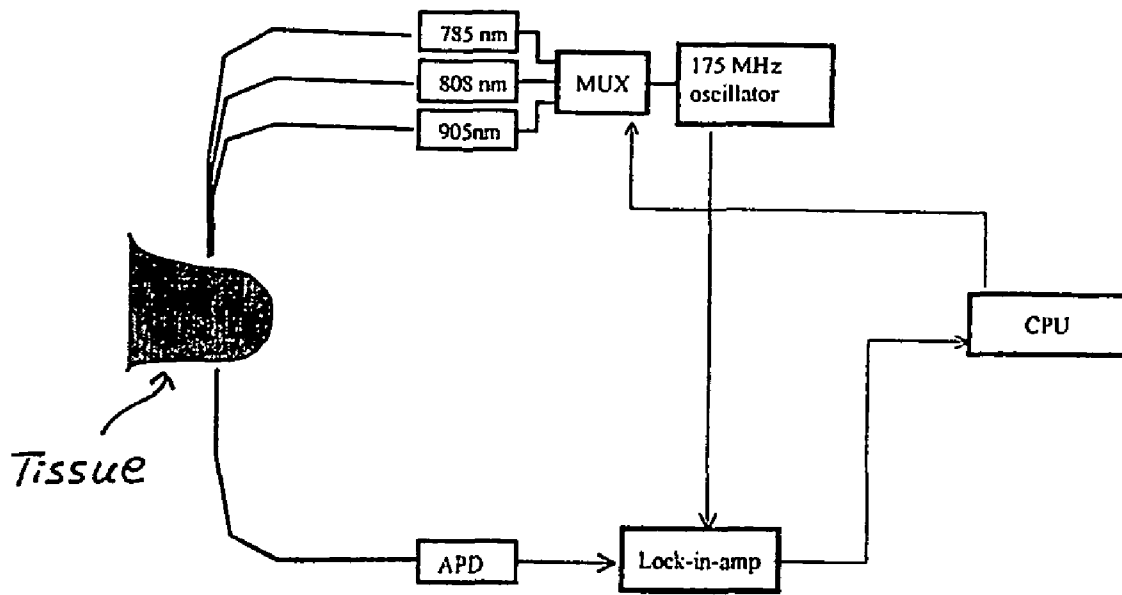 785 nm
808 nm
905nm
MUX
175 MHz
oscillator
CPU
Tissue
APD
Lock-in-amp